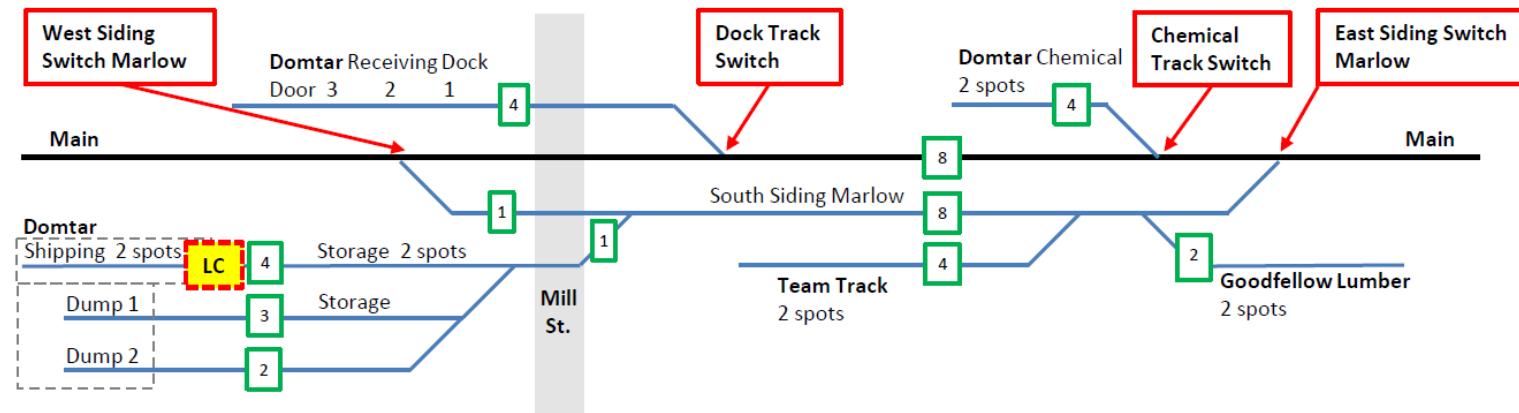 West Siding
Switch Marlow
Dock Track
Switch
Chemical
Track Switch
East Siding Switch
Marlow
Domtar Receiving Dock
Door 3 2 1
4
Domtar Chemical
2 spots
4
Main
8
Main
South Siding Marlow
1
8
1
Domtar
Shipping 2 spots
LC
4
Storage 2 spots
4
2
Team Track
2 spots
Goodfellow Lumber
2 spots
Dump 1
3
Storage
Mill
St.
Dump 2
2